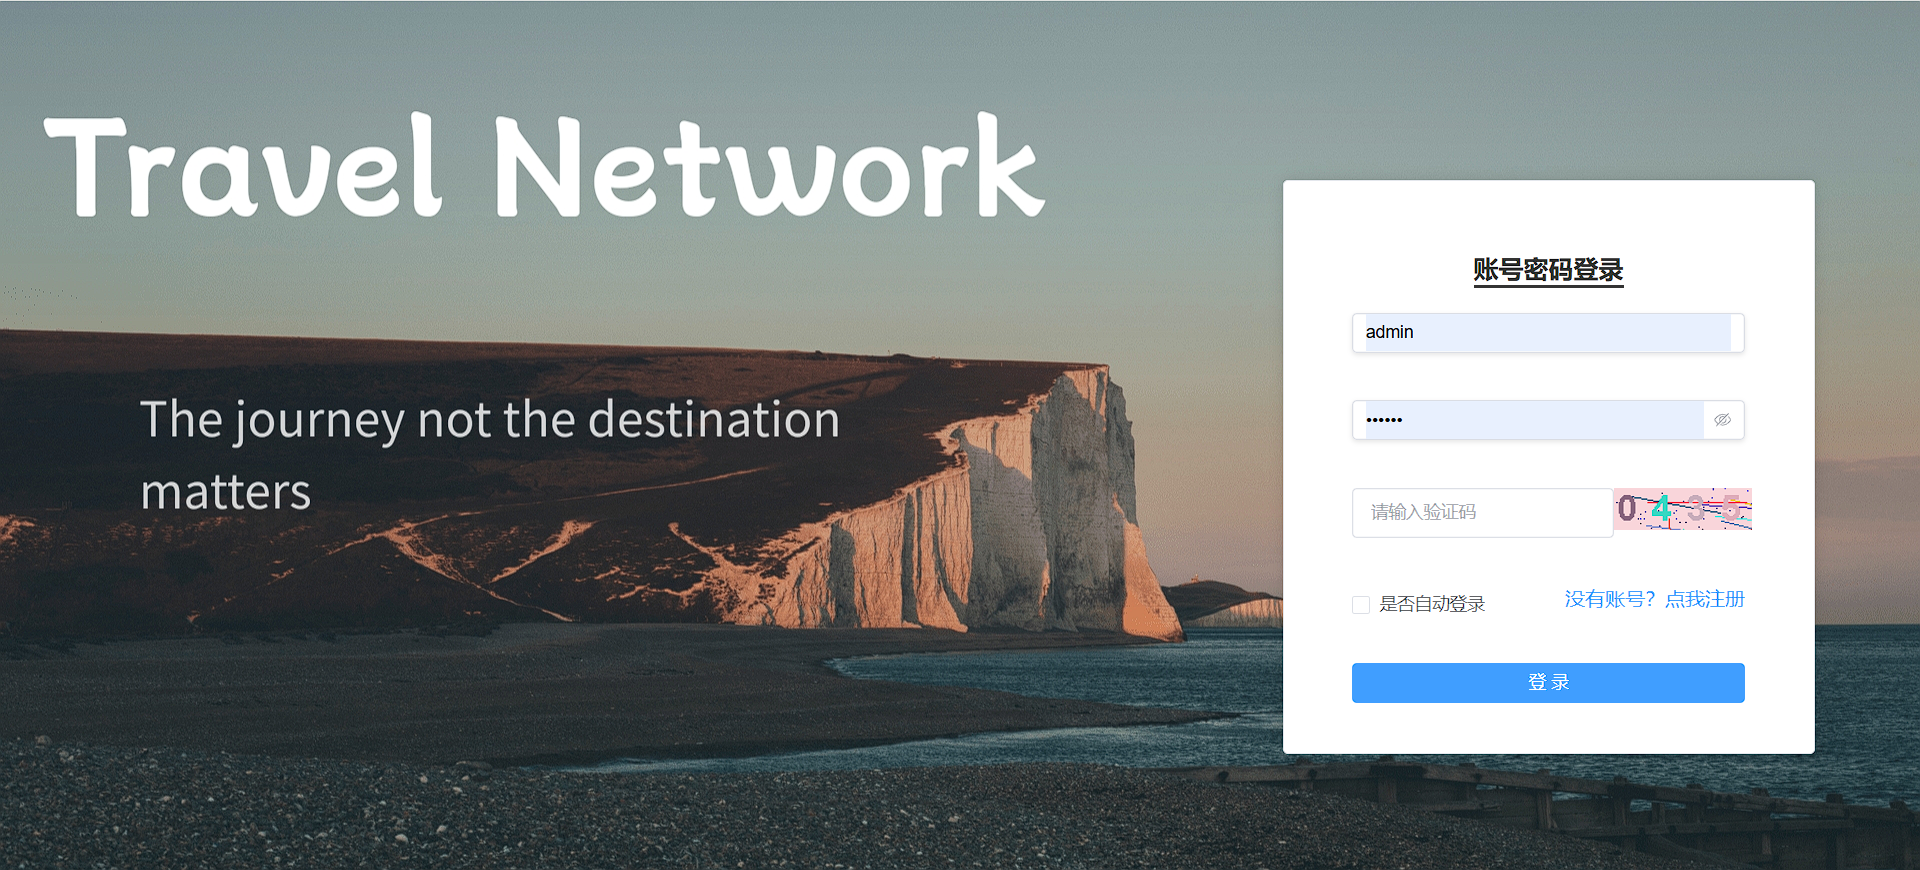 Travel Network
The journey not the destination
matters
账号密码登录
admin
••••••
请输入验证码
0435
是否自动登录
没有账号？点我注册
登 录